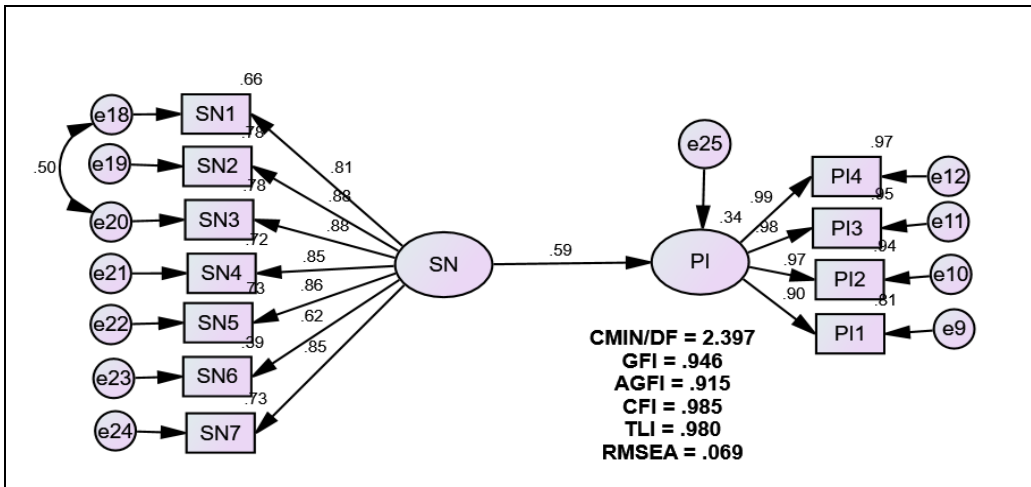 .66
e18
SN1
.78
.50
e19
SN2
.81
.78
.88
e20
SN3
.72
.88
e21
SN4
.85
.73
.86
e22
SN5
.39
.62
e23
SN6
.85
.73
e24
SN7
SN
.59
e25
.34
PI
.97
.99
PI4
e12
.95
.98
PI3
e11
.94
.97
PI2
e10
.81
.90
PI1
e9
CMIN/DF = 2.397
GFI = .946
AGFI = .915
CFI = .985
TLI = .980
RMSEA = .069